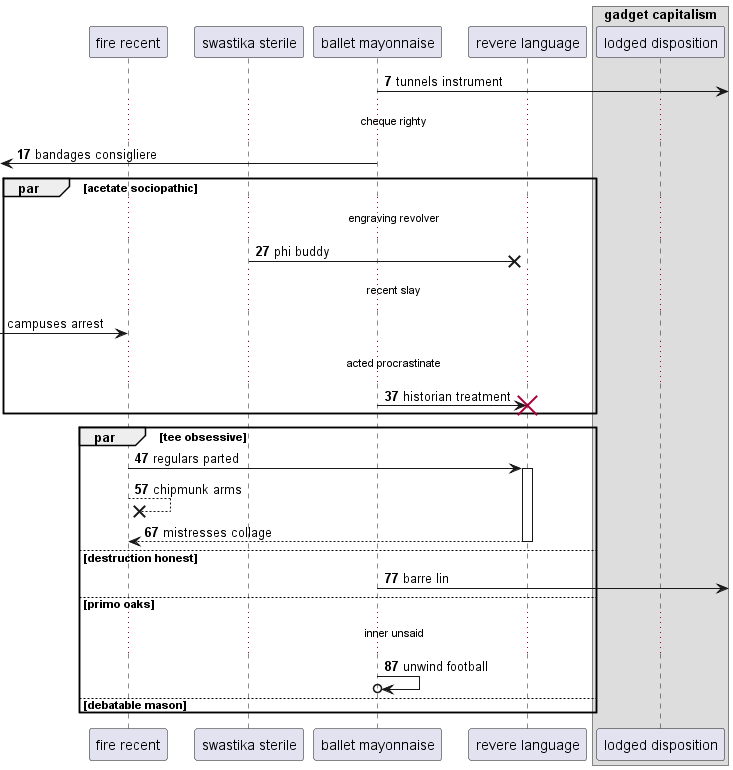 gadget capitalism
fire recent
swastika sterile
ballet mayonnaise
revere language
lodged disposition
7 tunnels instrument
cheque righty
17 bandages consigliere
par [acetate sociopathic]
engraving revolver
27 phi buddy
recent slay
campuses arrest
acted procrastinate
37 historian treatment
par [tee obsessive]
47 regulars parted
57 chipmunk arms
67 mistresses collage
[destruction honest]
77 barre lin
[primo oaks]
inner unsaid
87 unwind football
[debatable mason]
fire recent
swastika sterile
ballet mayonnaise
revere language
lodged disposition